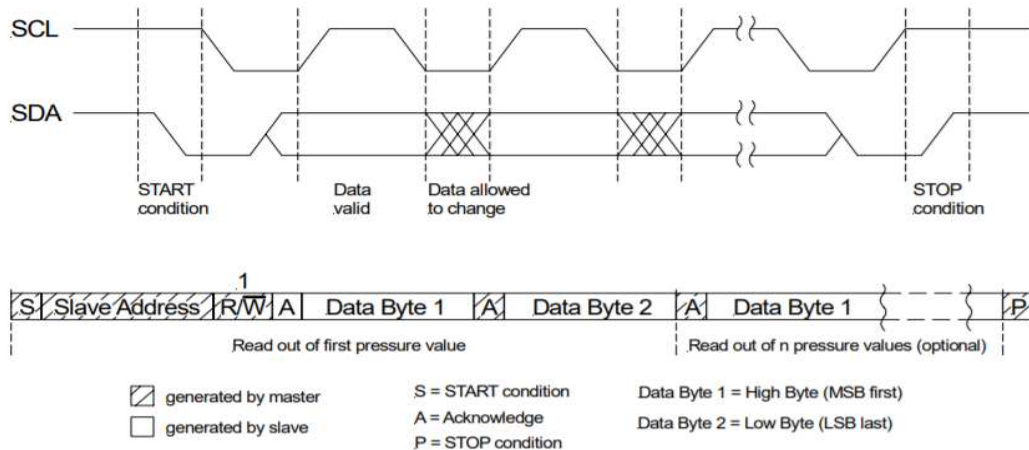 SCL
SDA
START condition
Data valid
Data allowed to change
STOP condition
1
S Slave Address R/W̅ A Data Byte 1 A Data Byte 2 A Data Byte 1 P
Read out of first pressure value Read out of n pressure values (optional)
generated by master
generated by slave
S = START condition
A = Acknowledge
P = STOP condition
Data Byte 1 = High Byte (MSB first)
Data Byte 2 = Low Byte (LSB last)